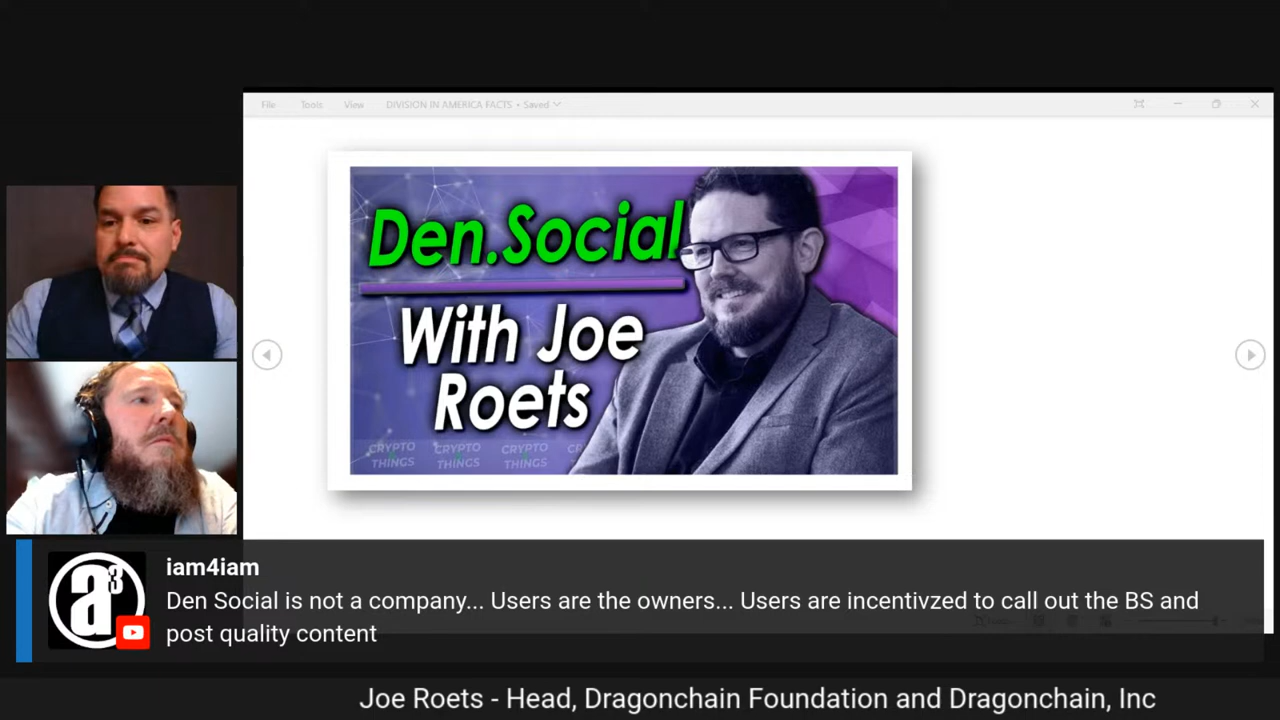 File Tools View DIVISION IN AMERICA FACTS • Saved
Den.Social
With Joe
Roets
CRYPTO CRYPTO CRYPTO
THINGS THINGS THINGS
a3
iam4iam
Den Social is not a company... Users are the owners... Users are incentivzed to call out the BS and
post quality content
Joe Roets - Head, Dragonchain Foundation and Dragonchain, Inc